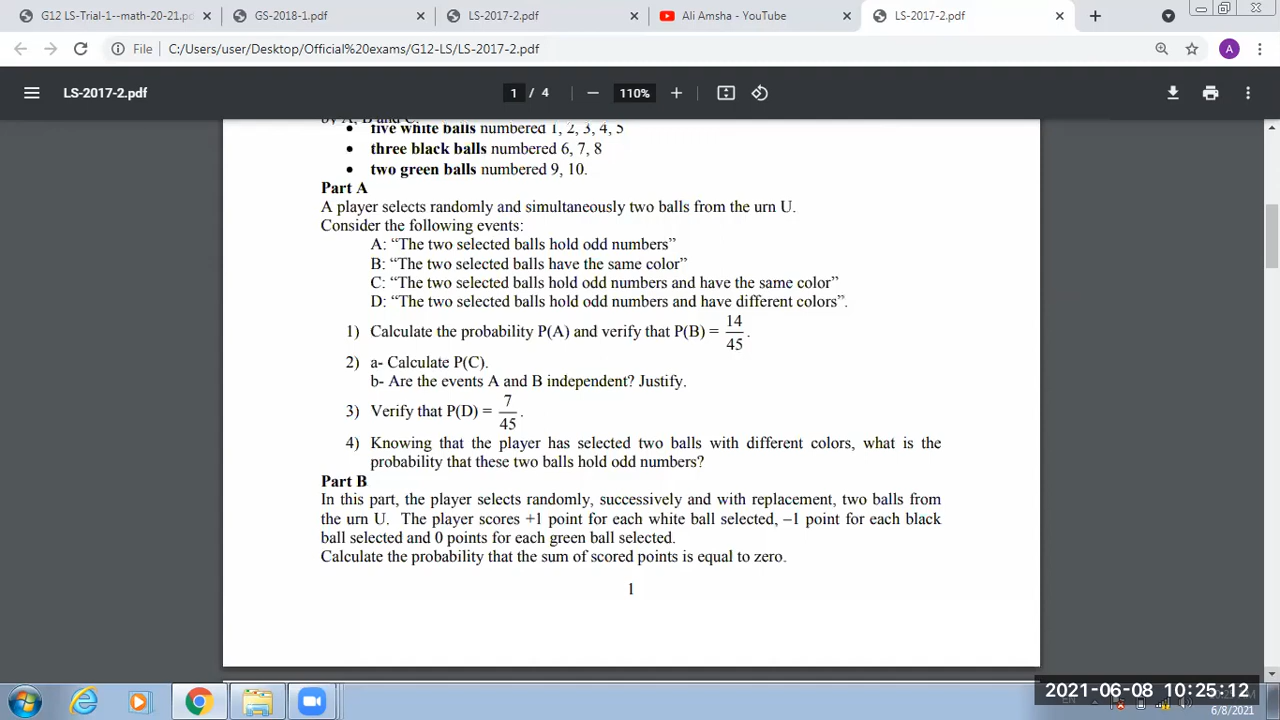 G12 LS-Trial-1--math-20-21.p
GS-2018-1.pdf
LS-2017-2.pdf
Ali Amsha - YouTube
LS-2017-2.pdf
File
C:/Users/user/Desktop/Official%20exams/G12-LS/LS-2017-2.pdf
A
LS-2017-2.pdf
1 / 4
110%
by A, B and C.
• five white balls numbered 1, 2, 3, 4, 5
• three black balls numbered 6, 7, 8
• two green balls numbered 9, 10.
Part A
A player selects randomly and simultaneously two balls from the urn U.
Consider the following events:
A: “The two selected balls hold odd numbers”
B: “The two selected balls have the same color”
C: “The two selected balls hold odd numbers and have the same color”
D: “The two selected balls hold odd numbers and have different colors”.
1) Calculate the probability P(A) and verify that P(B) = 14/45.
2) a- Calculate P(C).
b- Are the events A and B independent? Justify.
3) Verify that P(D) = 7/45.
4) Knowing that the player has selected two balls with different colors, what is the
probability that these two balls hold odd numbers?
Part B
In this part, the player selects randomly, successively and with replacement, two balls from
the urn U. The player scores +1 point for each white ball selected, –1 point for each black
ball selected and 0 points for each green ball selected.
Calculate the probability that the sum of scored points is equal to zero.
1
2021-06-08 10:25:12
6/8/2021